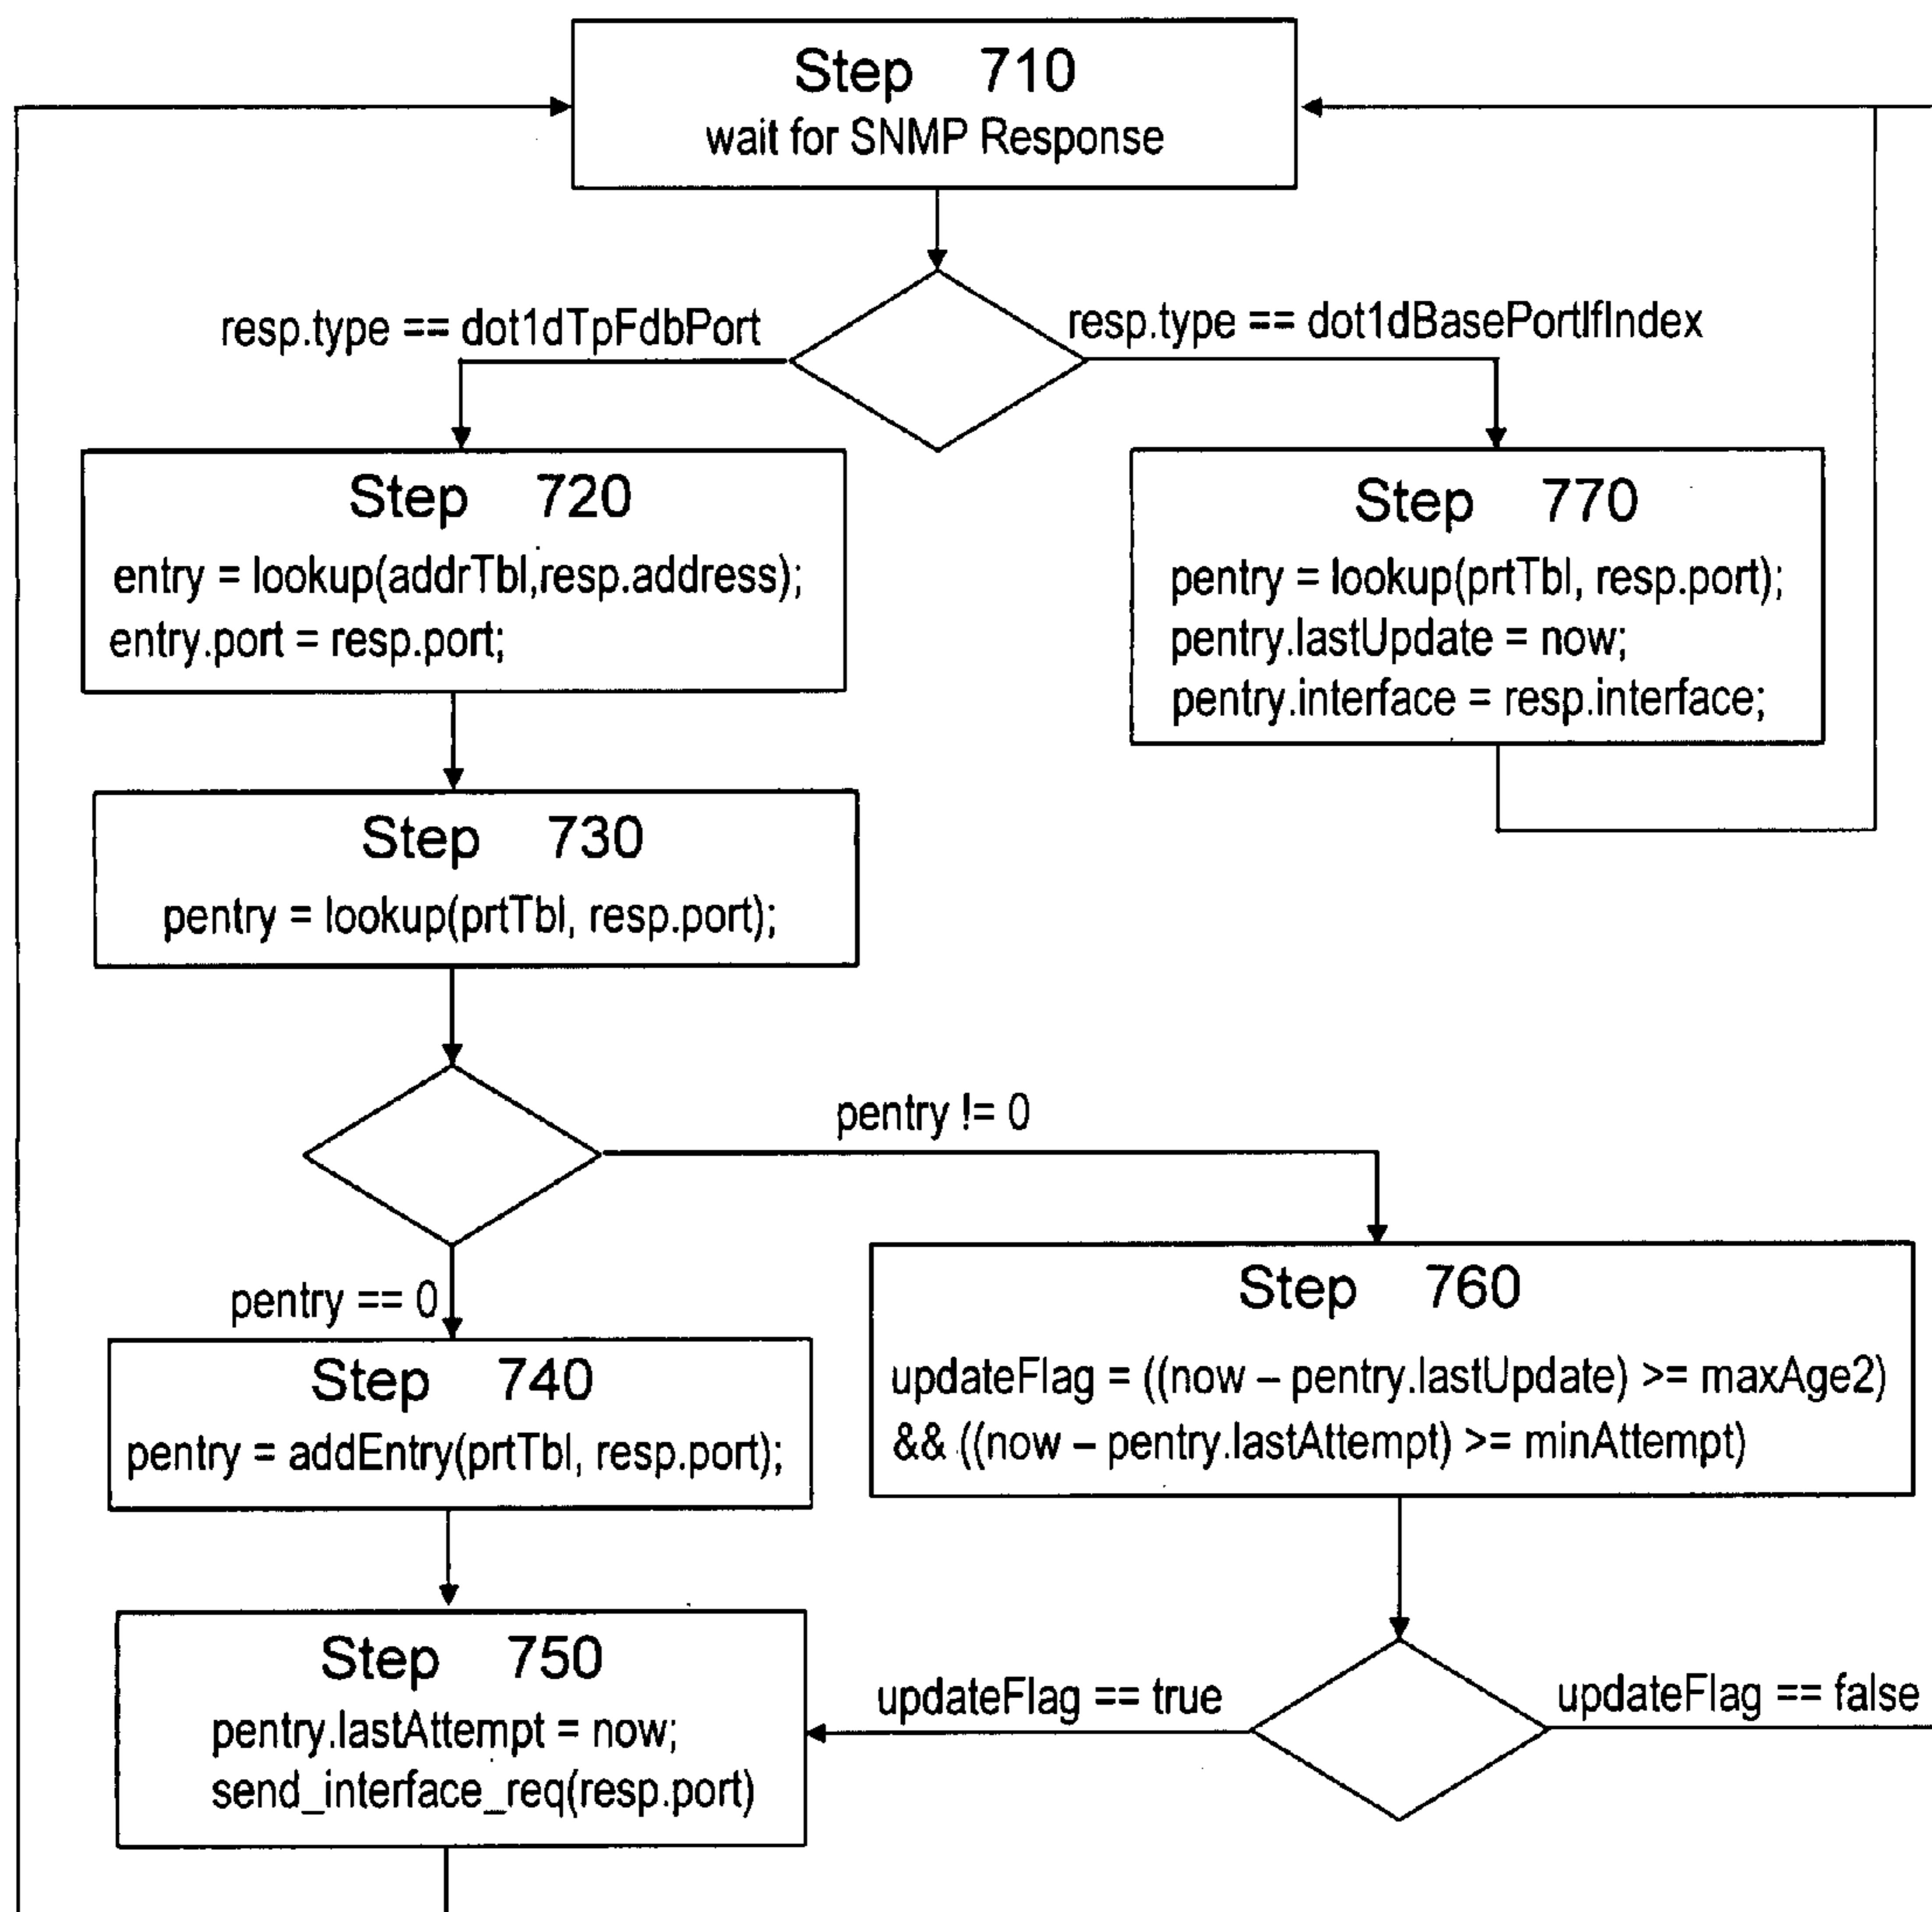 Step 710
wait for SNMP Response
resp.type == dot1dTpFdbPort
resp.type == dot1dBasePortIfIndex
Step 720
entry = lookup(addrTbl,resp.address);
entry.port = resp.port;
Step 770
pentry = lookup(prtTbl, resp.port);
pentry.lastUpdate = now;
pentry.interface = resp.interface;
Step 730
pentry = lookup(prtTbl, resp.port);
pentry != 0
pentry == 0
Step 760
updateFlag = ((now – pentry.lastUpdate) >= maxAge2)
&& ((now – pentry.lastAttempt) >= minAttempt)
Step 740
pentry = addEntry(prtTbl, resp.port);
Step 750
pentry.lastAttempt = now;
send_interface_req(resp.port)
updateFlag == true
updateFlag == false